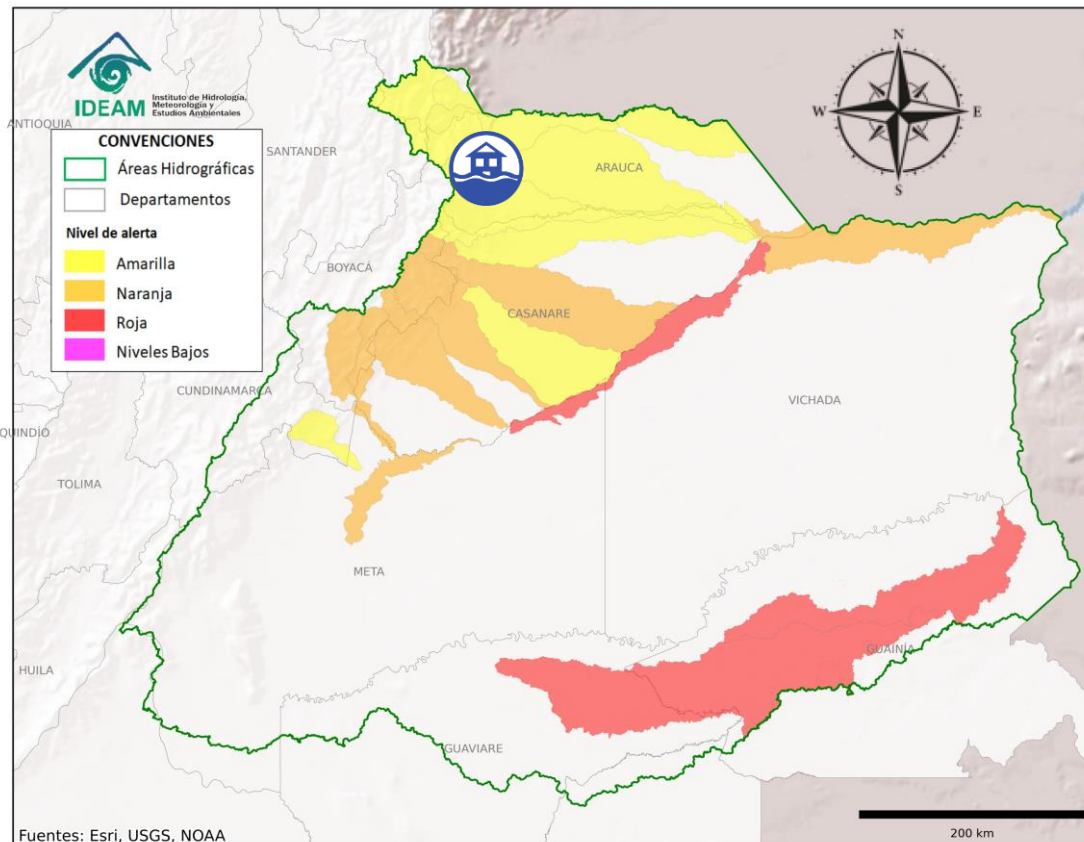 IDEAM
Instituto de Hidrología,
Meteorología y
Estudios Ambientales
CONVENCIONES
Áreas Hidrográficas
Departamentos
Nivel de alerta
Amarilla
Naranja
Roja
Niveles Bajos
N
W
E
S
ANTIOQUIA
SANTANDER
ARAUCA
BOYACÁ
CASANARE
CUNDINAMARCA
VICHADA
QUINDÍO
TOLIMA
META
HUILA
GUAINÍA
GUAVIARE
Fuentes: Esri, USGS, NOAA
200 km